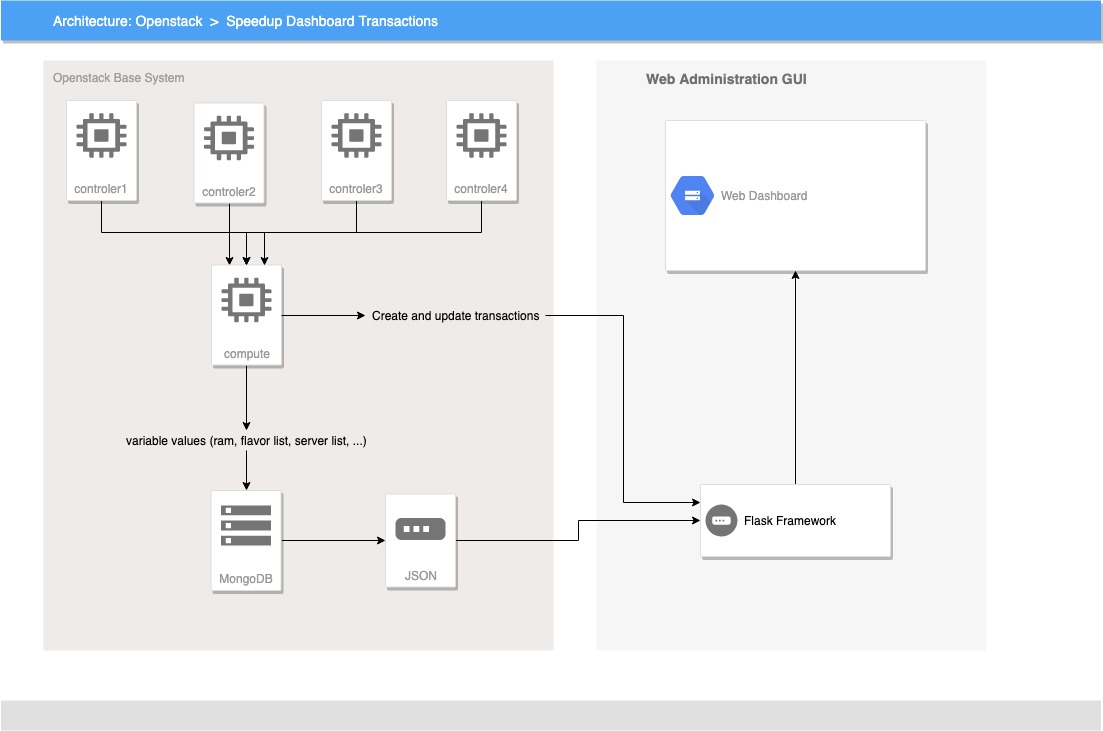 Architecture: Openstack > Speedup Dashboard Transactions
Openstack Base System
controler1
controler2
controler3
controler4
compute
Create and update transactions
variable values (ram, flavor list, server list, ...)
MongoDB
JSON
Web Administration GUI
Web Dashboard
Flask Framework